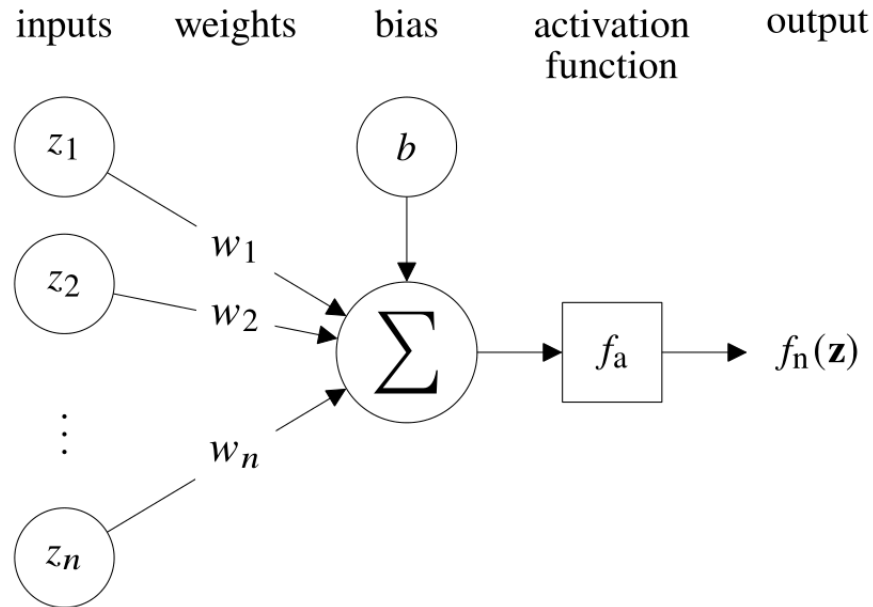 inputs weights bias activation function output
z₁
b
w₁
z₂
w₂
∑
fₐ
fₙ(𝐳)
⋮
wₙ
zₙ